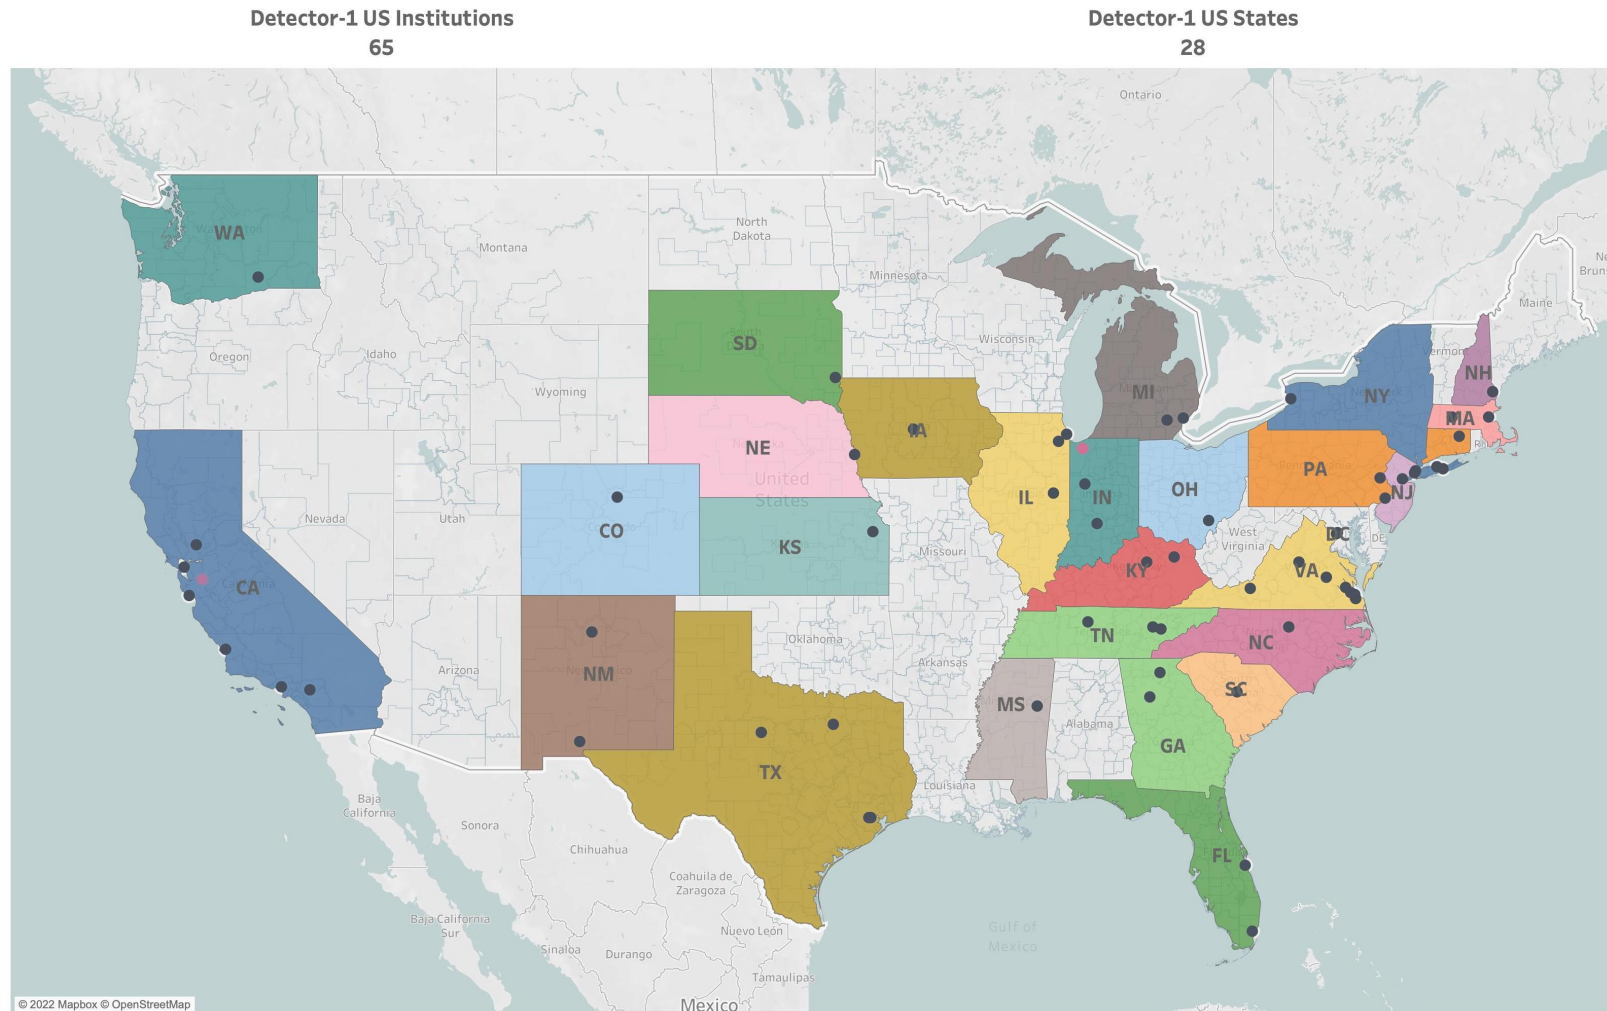 Detector-1 US Institutions
65
Detector-1 US States
28
Ontario
WA
North
Dakota
Montana
Minnesota
Maine
SD
Wisconsin
Oregon
Idaho
Vermont
NH
Wyoming
MI
NY
MA
IA
NE
PA
United
States
OH
NJ
IL
IN
Nevada
Utah
CO
KS
Missouri
West
Virginia
DC
DE
CA
KY
VA
Oklahoma
TN
NC
Arizona
NM
Arkansas
SC
MS
Alabama
GA
TX
Louisiana
Baja
California
Sonora
Chihuahua
FL
Coahuila de
Zaragoza
Baja California
Sur
Nuevo León
Gulf of
Mexico
Sinaloa
Durango
Tamaulipas
Mexico
© 2022 Mapbox © OpenStreetMap